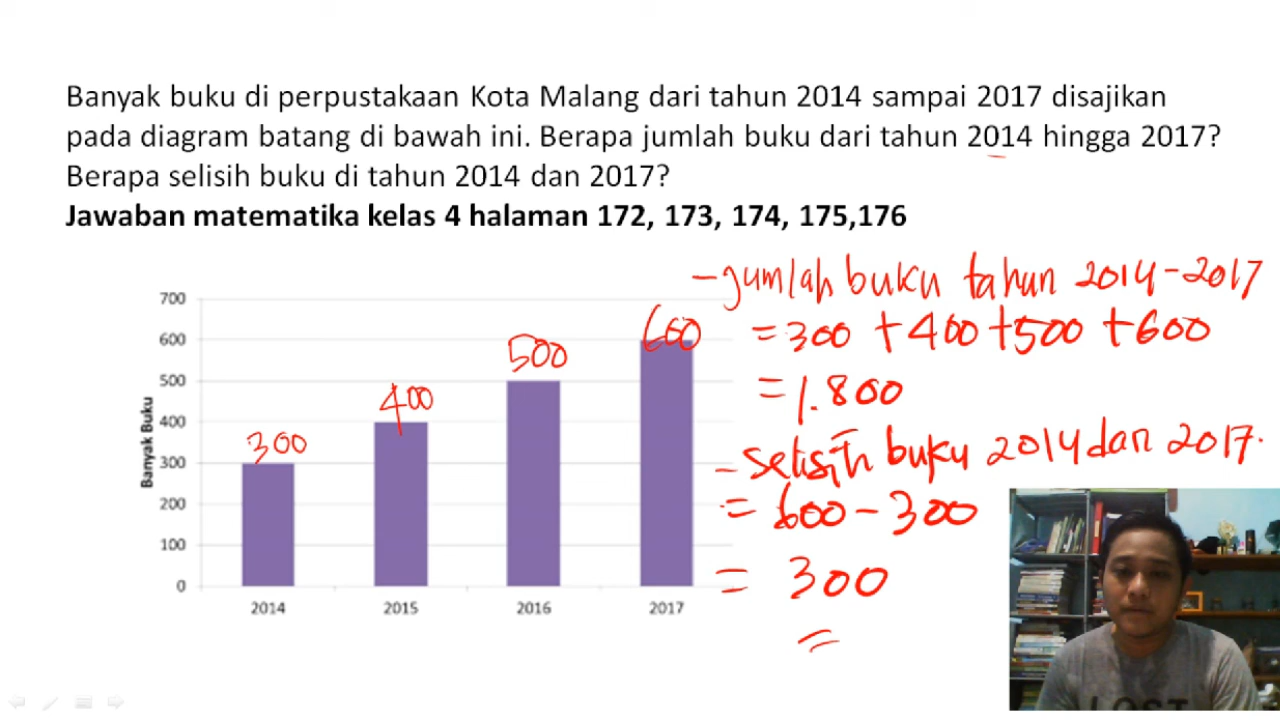 Banyak buku di perpustakaan Kota Malang dari tahun 2014 sampai 2017 disajikan
pada diagram batang di bawah ini. Berapa jumlah buku dari tahun 2014 hingga 2017?
Berapa selisih buku di tahun 2014 dan 2017?
Jawaban matematika kelas 4 halaman 172, 173, 174, 175,176
Banyak Buku
700
600
500
400
300
200
100
0
300
400
500
600
2014 2015 2016 2017
- jumlah buku tahun 2014-2017
= 300 + 400 + 500 + 600
= 1.800
- selisih buku 2014 dan 2017.
= 600 - 300
= 300
=
LOST